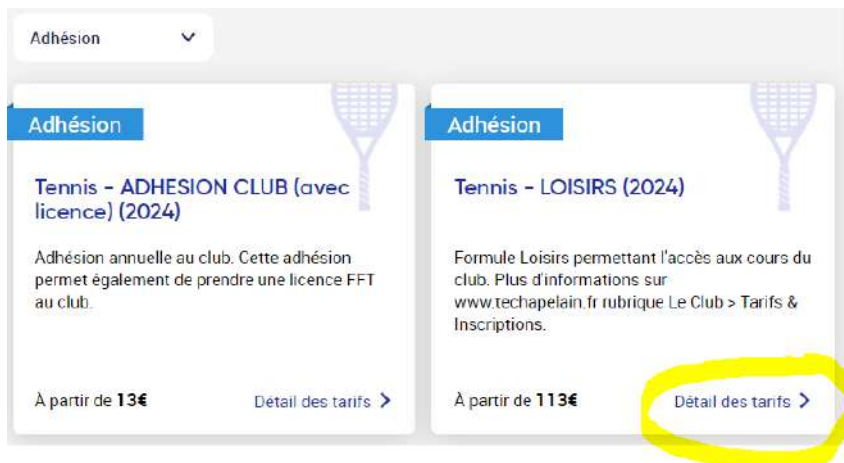 Adhésion
Adhésion
Tennis - ADHESION CLUB (avec
licence) (2024)
Adhésion annuelle au club. Cette adhésion
permet également de prendre une licence FFT
au club.
À partir de 13€
Détail des tarifs
Adhésion
Tennis - LOISIRS (2024)
Formule Loisirs permettant l'accès aux cours du
club. Plus d'informations sur
www.techapelain.fr rubrique Le Club > Tarifs &
Inscriptions.
À partir de 113€
Détail des tarifs